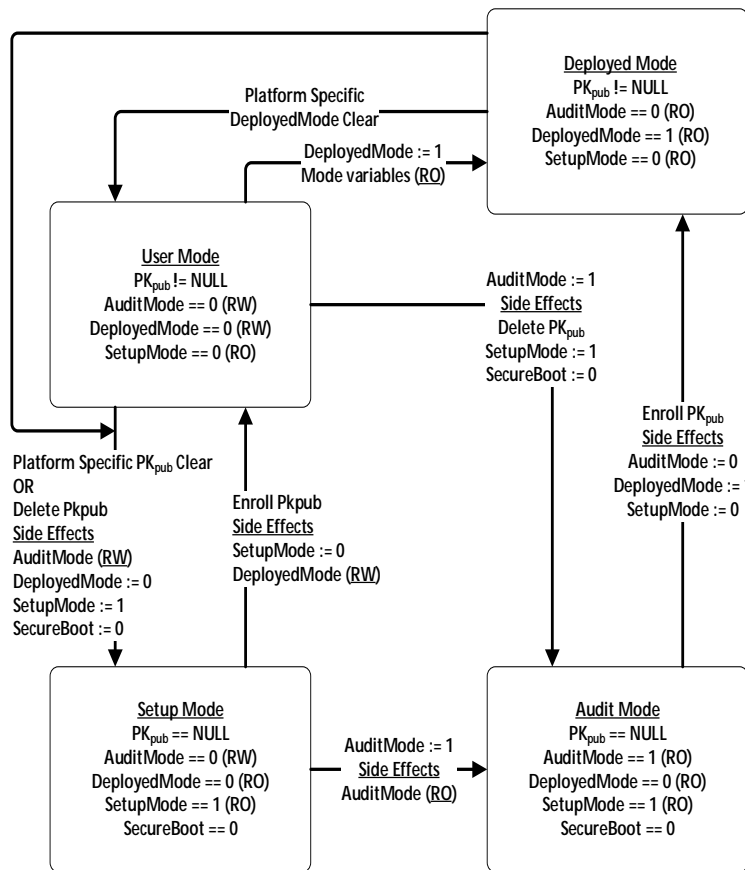 Deployed Mode
PKpub != NULL
AuditMode == 0 (RO)
DeployedMode == 1 (RO)
SetupMode == 0 (RO)
Platform Specific
DeployedMode Clear
DeployedMode := 1
Mode variables (RO)
User Mode
PKpub != NULL
AuditMode == 0 (RW)
DeployedMode == 0 (RW)
SetupMode == 0 (RO)
AuditMode := 1
Side Effects
Delete PKpub
SetupMode := 1
SecureBoot := 0
Enroll PKpub
Side Effects
AuditMode := 0
DeployedMode :=
SetupMode := 0
Platform Specific PKpub Clear
OR
Delete Pkpub
Side Effects
AuditMode (RW)
DeployedMode := 0
SetupMode := 1
SecureBoot := 0
Enroll Pkpub
Side Effects
SetupMode := 0
DeployedMode (RW)
Setup Mode
PKpub == NULL
AuditMode == 0 (RW)
DeployedMode == 0 (RO)
SetupMode == 1 (RO)
SecureBoot == 0
AuditMode := 1
Side Effects
AuditMode (RO)
Audit Mode
PKpub == NULL
AuditMode == 1 (RO)
DeployedMode == 0 (RO)
SetupMode == 1 (RO)
SecureBoot == 0